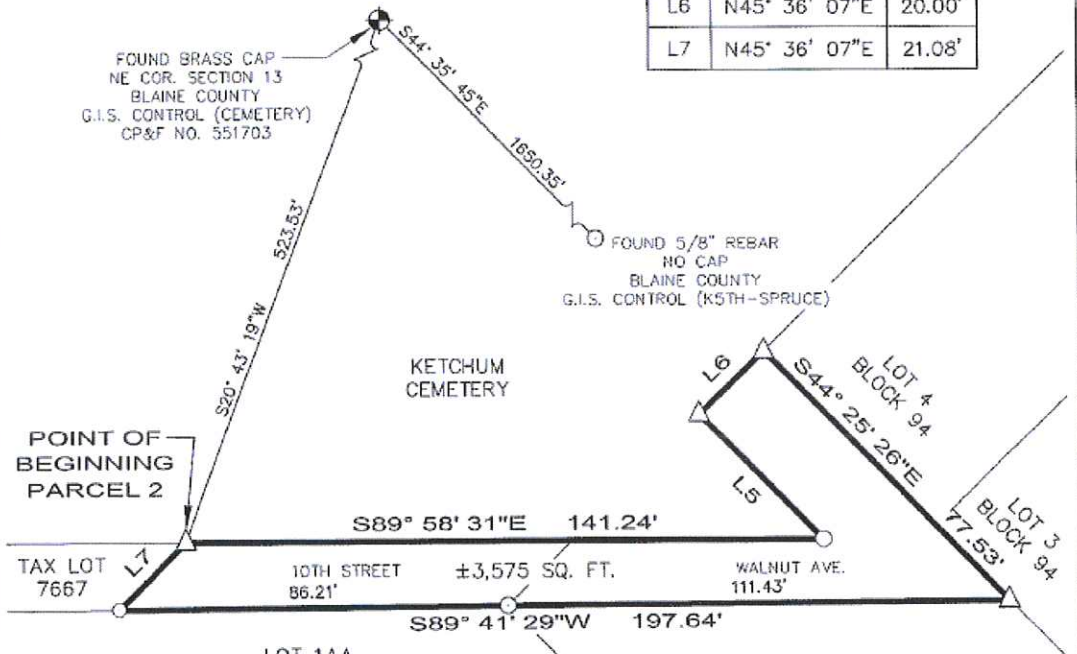 L6 N45° 36' 07"E 20.00'
L7 N45° 36' 07"E 21.08'
FOUND BRASS CAP
NE COR. SECTION 13
BLAINE COUNTY
G.I.S. CONTROL (CEMETERY)
CP&F NO. 551703
S44° 35' 45"E
1650.35'
523.53'
S20° 43' 19"W
FOUND 5/8" REBAR
NO CAP
BLAINE COUNTY
G.I.S. CONTROL (K5TH-SPRUCE)
KETCHUM
CEMETERY
L6
LOT 4
BLOCK 94
S44° 25' 26"E
77.53'
L5
LOT 3
BLOCK 94
POINT OF
BEGINNING
PARCEL 2
S89° 58' 31"E 141.24'
TAX LOT
7667
L7
10TH STREET
86.21'
±3,575 SQ. FT.
WALNUT AVE.
111.43'
S89° 41' 29"W 197.64'
LOT 1AA